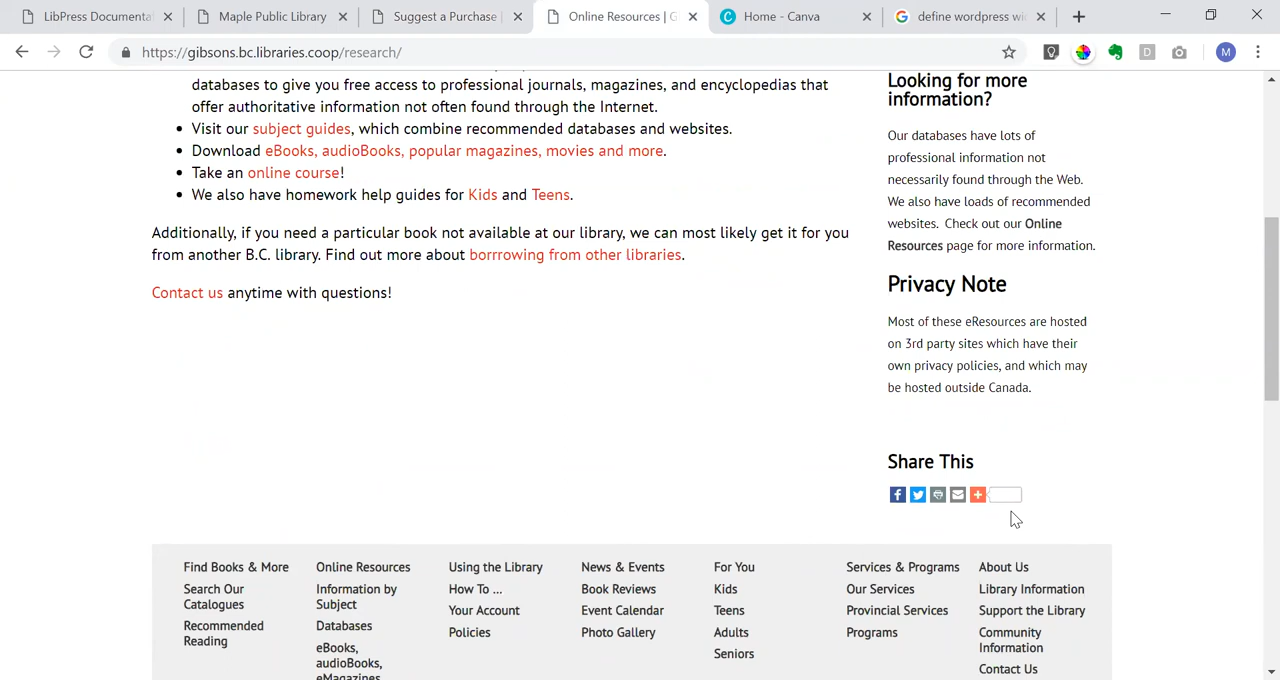 LibPress Documenta
Maple Public Library
Suggest a Purchase
Online Resources | G
Home - Canva
define wordpress wi
https://gibsons.bc.libraries.coop/research/
D
M
databases to give you free access to professional journals, magazines, and encyclopedias that
offer authoritative information not often found through the Internet.
Visit our subject guides, which combine recommended databases and websites.
Download eBooks, audioBooks, popular magazines, movies and more.
Take an online course!
We also have homework help guides for Kids and Teens.
Additionally, if you need a particular book not available at our library, we can most likely get it for you
from another B.C. library. Find out more about borrrowing from other libraries.
Contact us anytime with questions!
Looking for more
information?
Our databases have lots of
professional information not
necessarily found through the Web.
We also have loads of recommended
websites. Check out our Online
Resources page for more information.
Privacy Note
Most of these eResources are hosted
on 3rd party sites which have their
own privacy policies, and which may
be hosted outside Canada.
Share This
Find Books & More
Search Our
Catalogues
Recommended
Reading
Online Resources
Information by
Subject
Databases
eBooks,
audioBooks,
eMagazines
Using the Library
How To ...
Your Account
Policies
News & Events
Book Reviews
Event Calendar
Photo Gallery
For You
Kids
Teens
Adults
Seniors
Services & Programs
Our Services
Provincial Services
Programs
About Us
Library Information
Support the Library
Community
Information
Contact Us